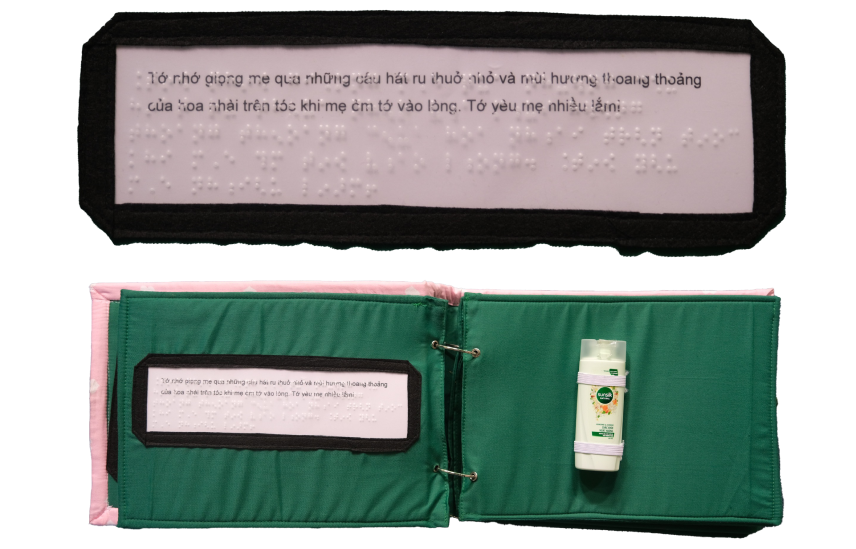 Tớ nhớ giọng mẹ qua những câu hát ru thuở nhỏ và mùi hương thoang thoảng
của hoa nhài trên tóc khi mẹ ôm tớ vào lòng. Tớ yêu mẹ nhiều lắm!
Tớ nhớ giọng mẹ qua những câu hát ru thuở nhỏ và mùi hương thoang thoảng
của hoa nhài trên tóc khi mẹ ôm tớ vào lòng. Tớ yêu mẹ nhiều lắm!
sunsilk